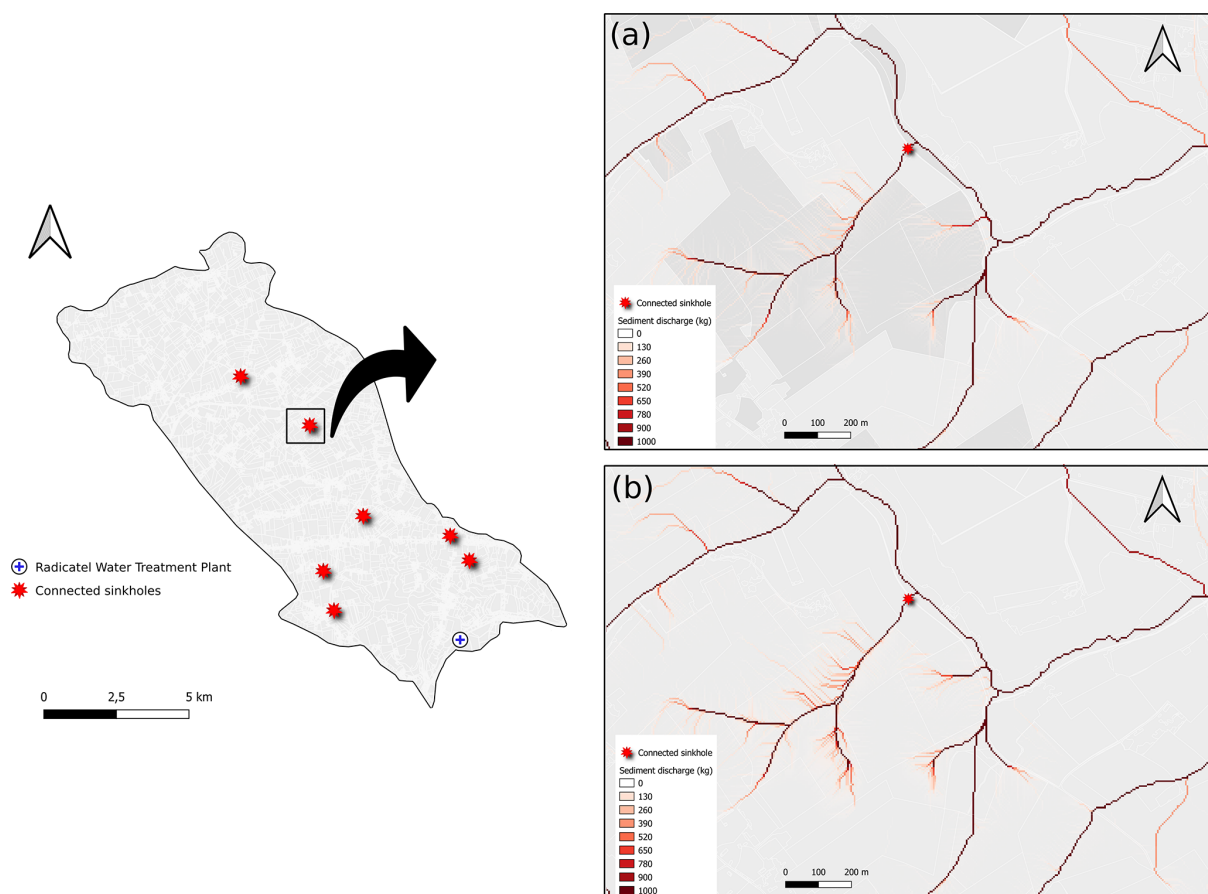 Radicatel Water Treatment Plant
Connected sinkholes
0 2,5 5 km
(a)
Connected sinkhole
Sediment discharge (kg)
0
130
260
390
520
650
780
900
1000
0 100 200 m
(b)
Connected sinkhole
Sediment discharge (kg)
0
130
260
390
520
650
780
900
1000
0 100 200 m